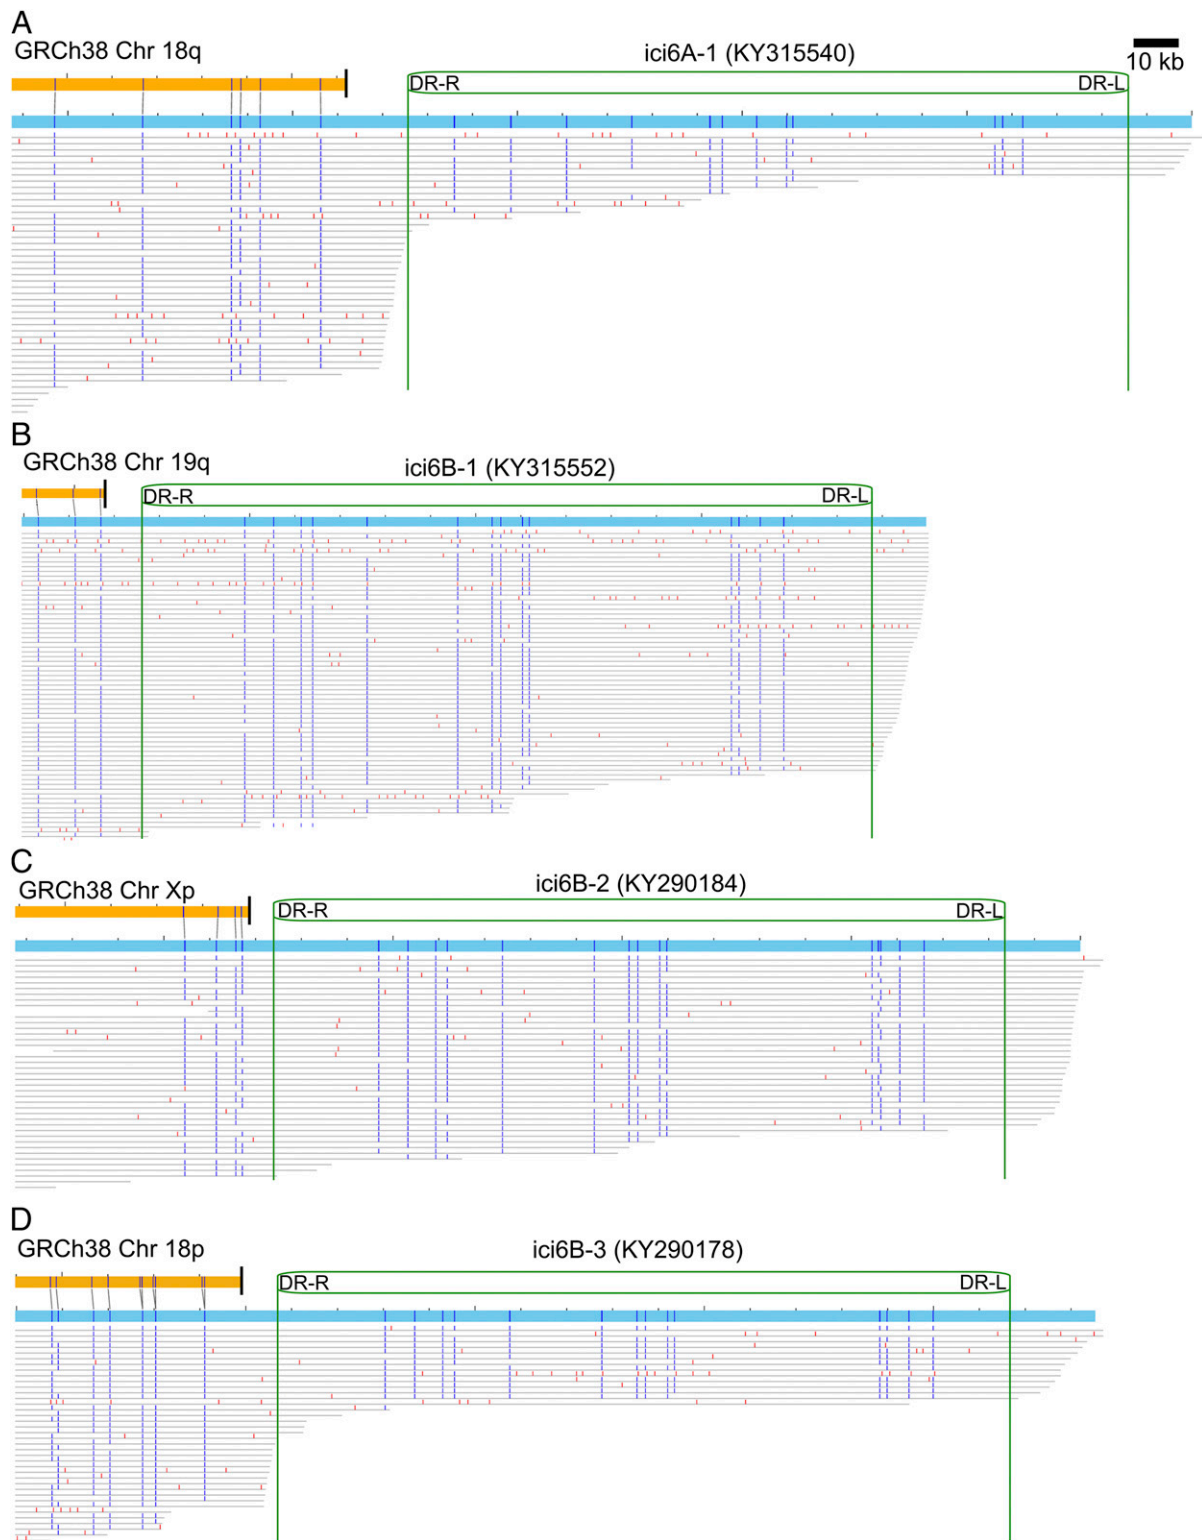 A
GRCh38 Chr 18q
ici6A-1 (KY315540)
10 kb
DR-R
DR-L
B
GRCh38 Chr 19q
ici6B-1 (KY315552)
DR-R
DR-L
C
GRCh38 Chr Xp
ici6B-2 (KY290184)
DR-R
DR-L
D
GRCh38 Chr 18p
ici6B-3 (KY290178)
DR-R
DR-L